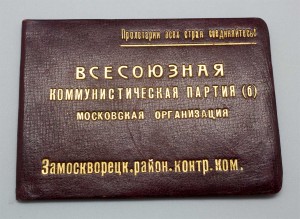 Пролетарии всех стран соединяйтесь!
ВСЕСОЮЗНАЯ
КОММУНИСТИЧЕСКАЯ ПАРТИЯ (б)
МОСКОВСКАЯ ОРГАНИЗАЦИЯ
Замоскворецк. район. контр. ком.